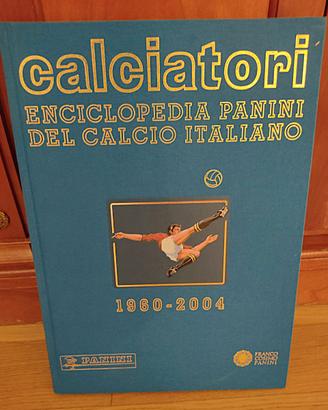 calciatori
ENCICLOPEDIA PANINI
DEL CALCIO ITALIANO
1960-2004
PANINI
FRANCO
COSIMO
PANINI